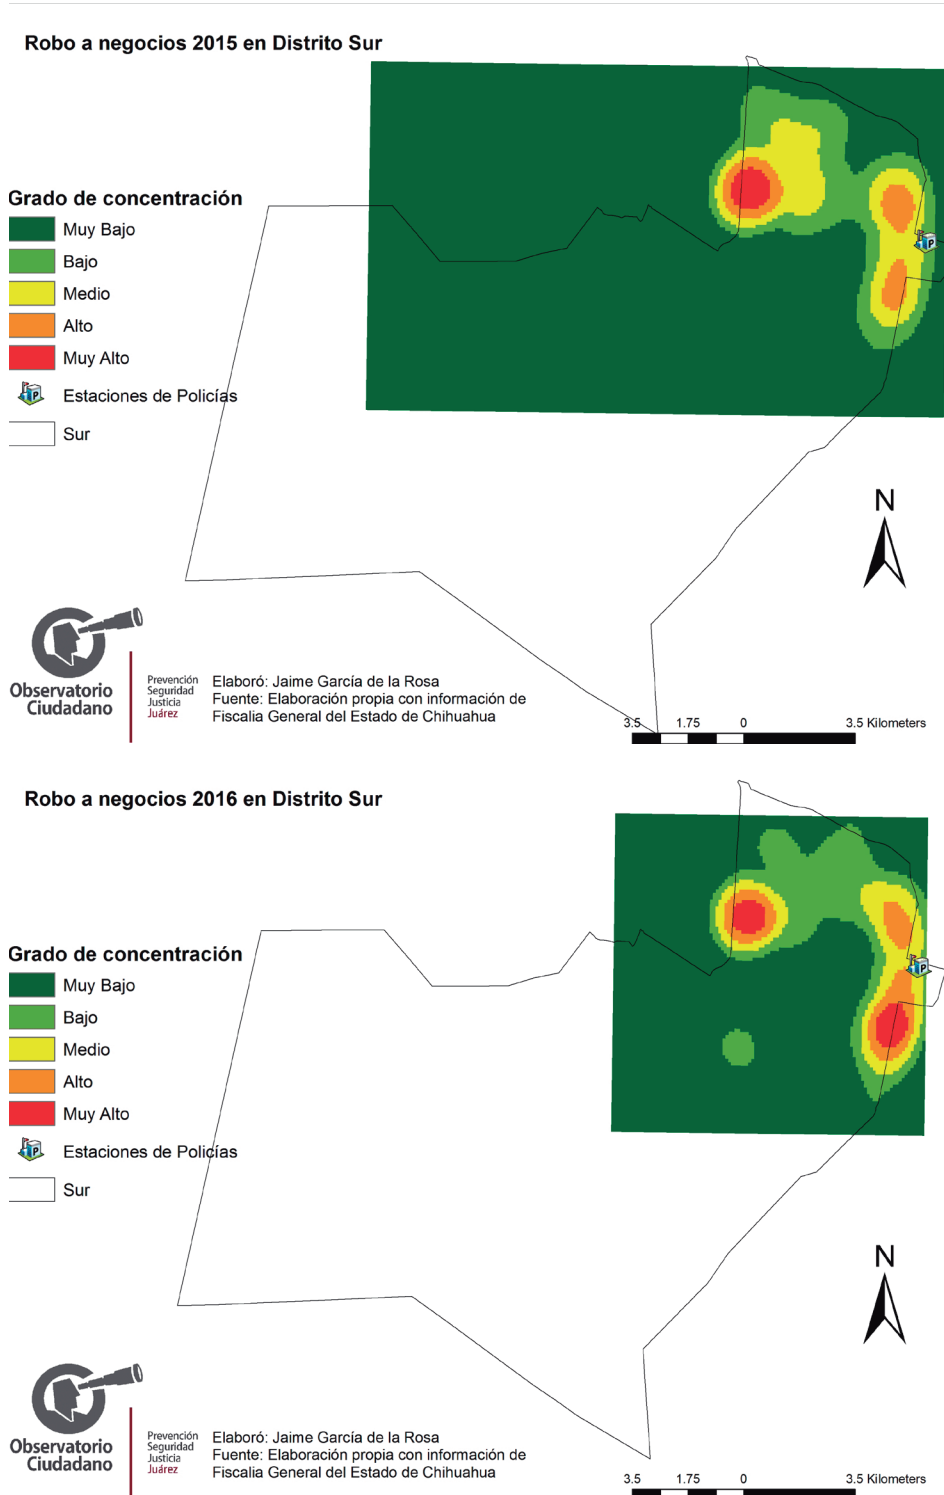 Robo a negocios 2015 en Distrito Sur
Grado de concentración
Muy Bajo
Bajo
Medio
Alto
Muy Alto
P
Estaciones de Policías
Sur
P
N
Observatorio
Ciudadano
Prevención
Seguridad
Justicia
Juárez
Elaboró: Jaime García de la Rosa
Fuente: Elaboración propia con información de
Fiscalia General del Estado de Chihuahua
3.5 1.75 0 3.5 Kilometers
Robo a negocios 2016 en Distrito Sur
Grado de concentración
Muy Bajo
Bajo
Medio
Alto
Muy Alto
P
Estaciones de Policías
Sur
P
N
Observatorio
Ciudadano
Prevención
Seguridad
Justicia
Juárez
Elaboró: Jaime García de la Rosa
Fuente: Elaboración propia con información de
Fiscalia General del Estado de Chihuahua
3.5 1.75 0 3.5 Kilometers